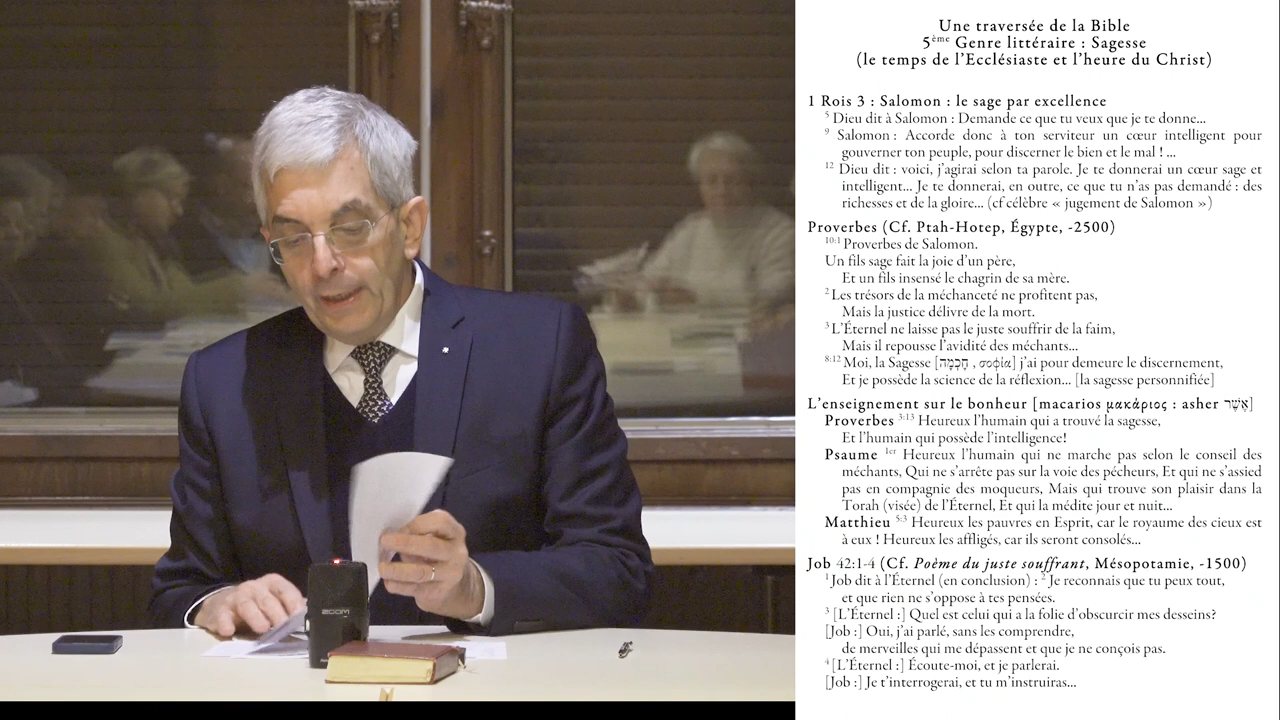 Une traversée de la Bible
5ème Genre littéraire : Sagesse
(le temps de l'Ecclésiaste et l'heure du Christ)
1 Rois 3 : Salomon : le sage par excellence
5 Dieu dit à Salomon : Demande ce que tu veux que je te donne...
9 Salomon : Accorde donc à ton serviteur un cœur intelligent pour
gouverner ton peuple, pour discerner le bien et le mal ! ...
12 Dieu dit : voici, j'agirai selon ta parole. Je te donnerai un cœur sage et
intelligent... Je te donnerai, en outre, ce que tu n'as pas demandé : des
richesses et de la gloire... (cf célèbre « jugement de Salomon »)
Proverbes (Cf. Ptah-Hotep, Égypte, -2500)
10:1 Proverbes de Salomon.
Un fils sage fait la joie d'un père,
Et un fils insensé le chagrin de sa mère.
2 Les trésors de la méchanceté ne profitent pas,
Mais la justice délivre de la mort.
3 L'Éternel ne laisse pas le juste souffrir de la faim,
Mais il repousse l'avidité des méchants...
8:12 Moi, la Sagesse [חָכְמָה , σοφία] j'ai pour demeure le discernement,
Et je possède la science de la réflexion... [la sagesse personnifiée]
L'enseignement sur le bonheur [macarios μακάριος : asher אֶשֶׁר]
Proverbes 3:13 Heureux l'humain qui a trouvé la sagesse,
Et l'humain qui possède l'intelligence!
Psaume 1er Heureux l'humain qui ne marche pas selon le conseil des
méchants, Qui ne s'arrête pas sur la voie des pécheurs, Et qui ne s'assied
pas en compagnie des moqueurs, Mais qui trouve son plaisir dans la
Torah (visée) de l'Éternel, Et qui la médite jour et nuit...
Matthieu 5:3 Heureux les pauvres en Esprit, car le royaume des cieux est
à eux ! Heureux les affligés, car ils seront consolés...
Job 42:1-4 (Cf. Poème du juste souffrant, Mésopotamie, -1500)
1 Job dit à l'Éternel (en conclusion) : 2 Je reconnais que tu peux tout,
et que rien ne s'oppose à tes pensées.
3 [L'Éternel :] Quel est celui qui a la folie d'obscurcir mes desseins?
[Job :] Oui, j'ai parlé, sans les comprendre,
de merveilles qui me dépassent et que je ne conçois pas.
4 [L'Éternel :] Écoute-moi, et je parlerai.
[Job :] Je t'interrogerai, et tu m'instruiras...
zoom